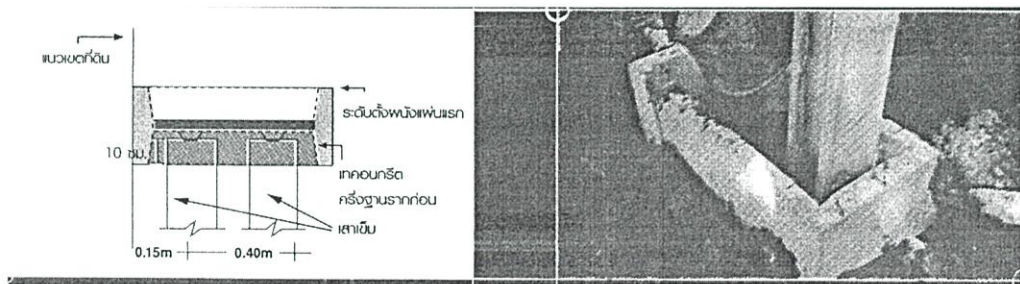 แนวเขตที่ดิน
ระดับตั้งผนังแผ่นแรก
10 ซม.
เทคอนกรีต
ครึ่งฐานรากก่อน
เสาเข็ม
0.15m
0.40m